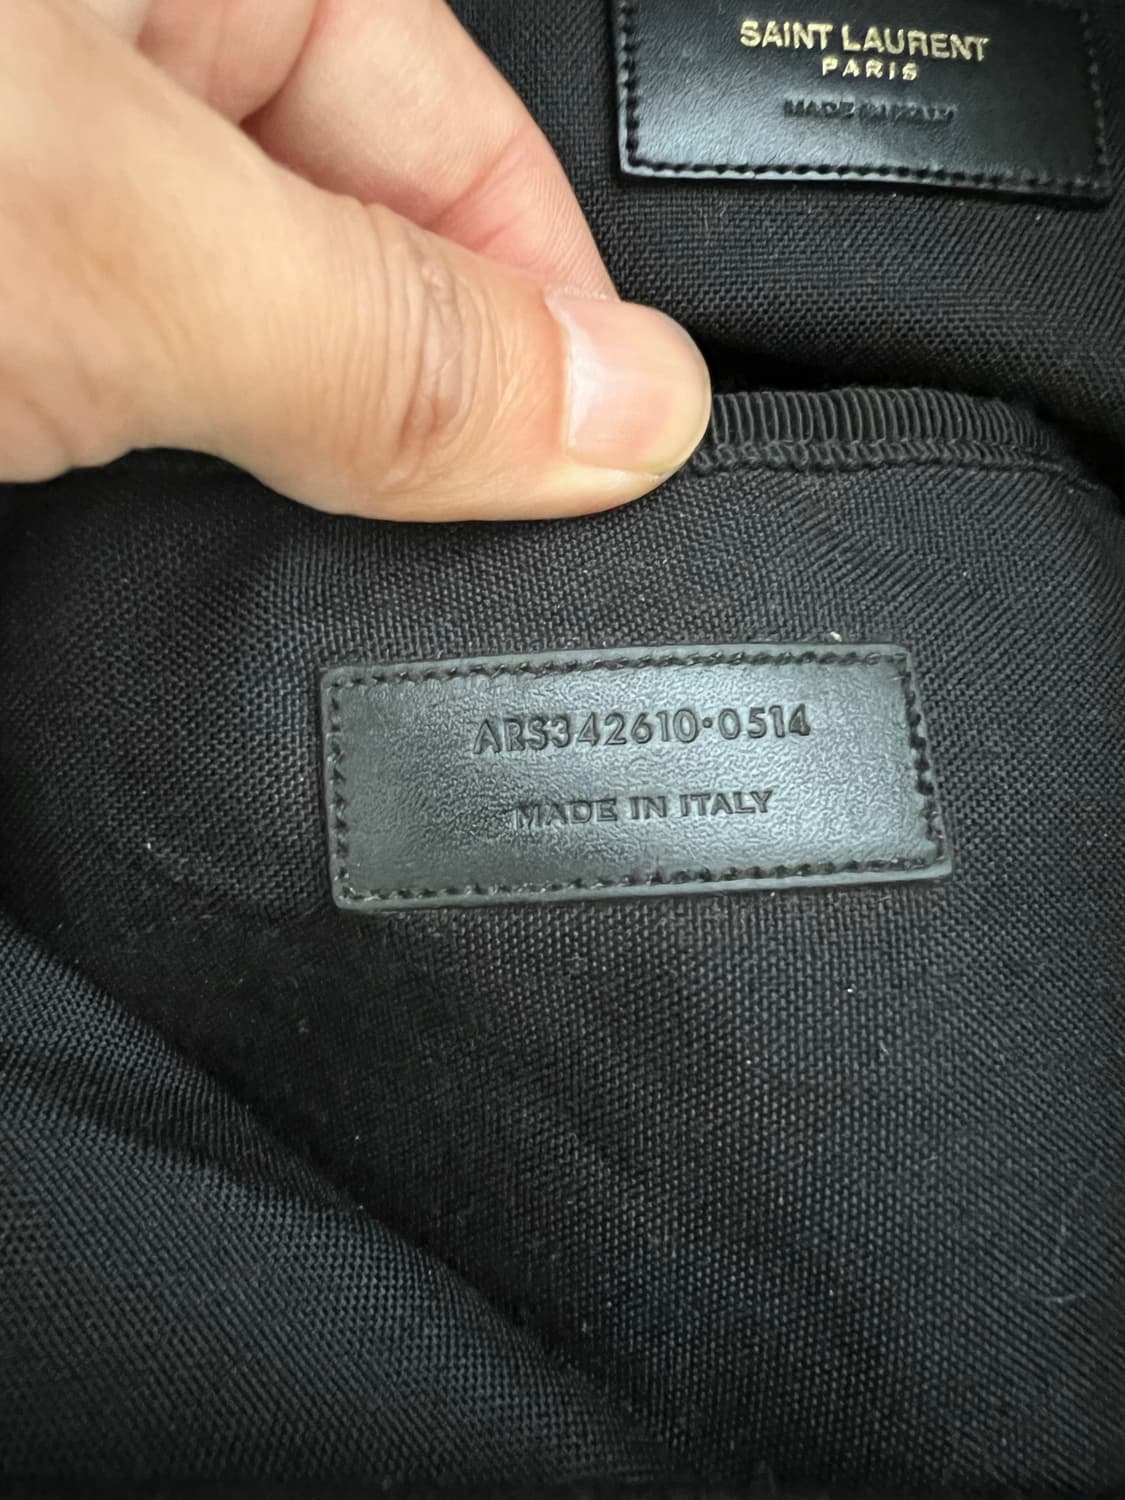 SAINT LAURENT
PARIS
MADE IN ITALY
ARS342610·0514
MADE IN ITALY